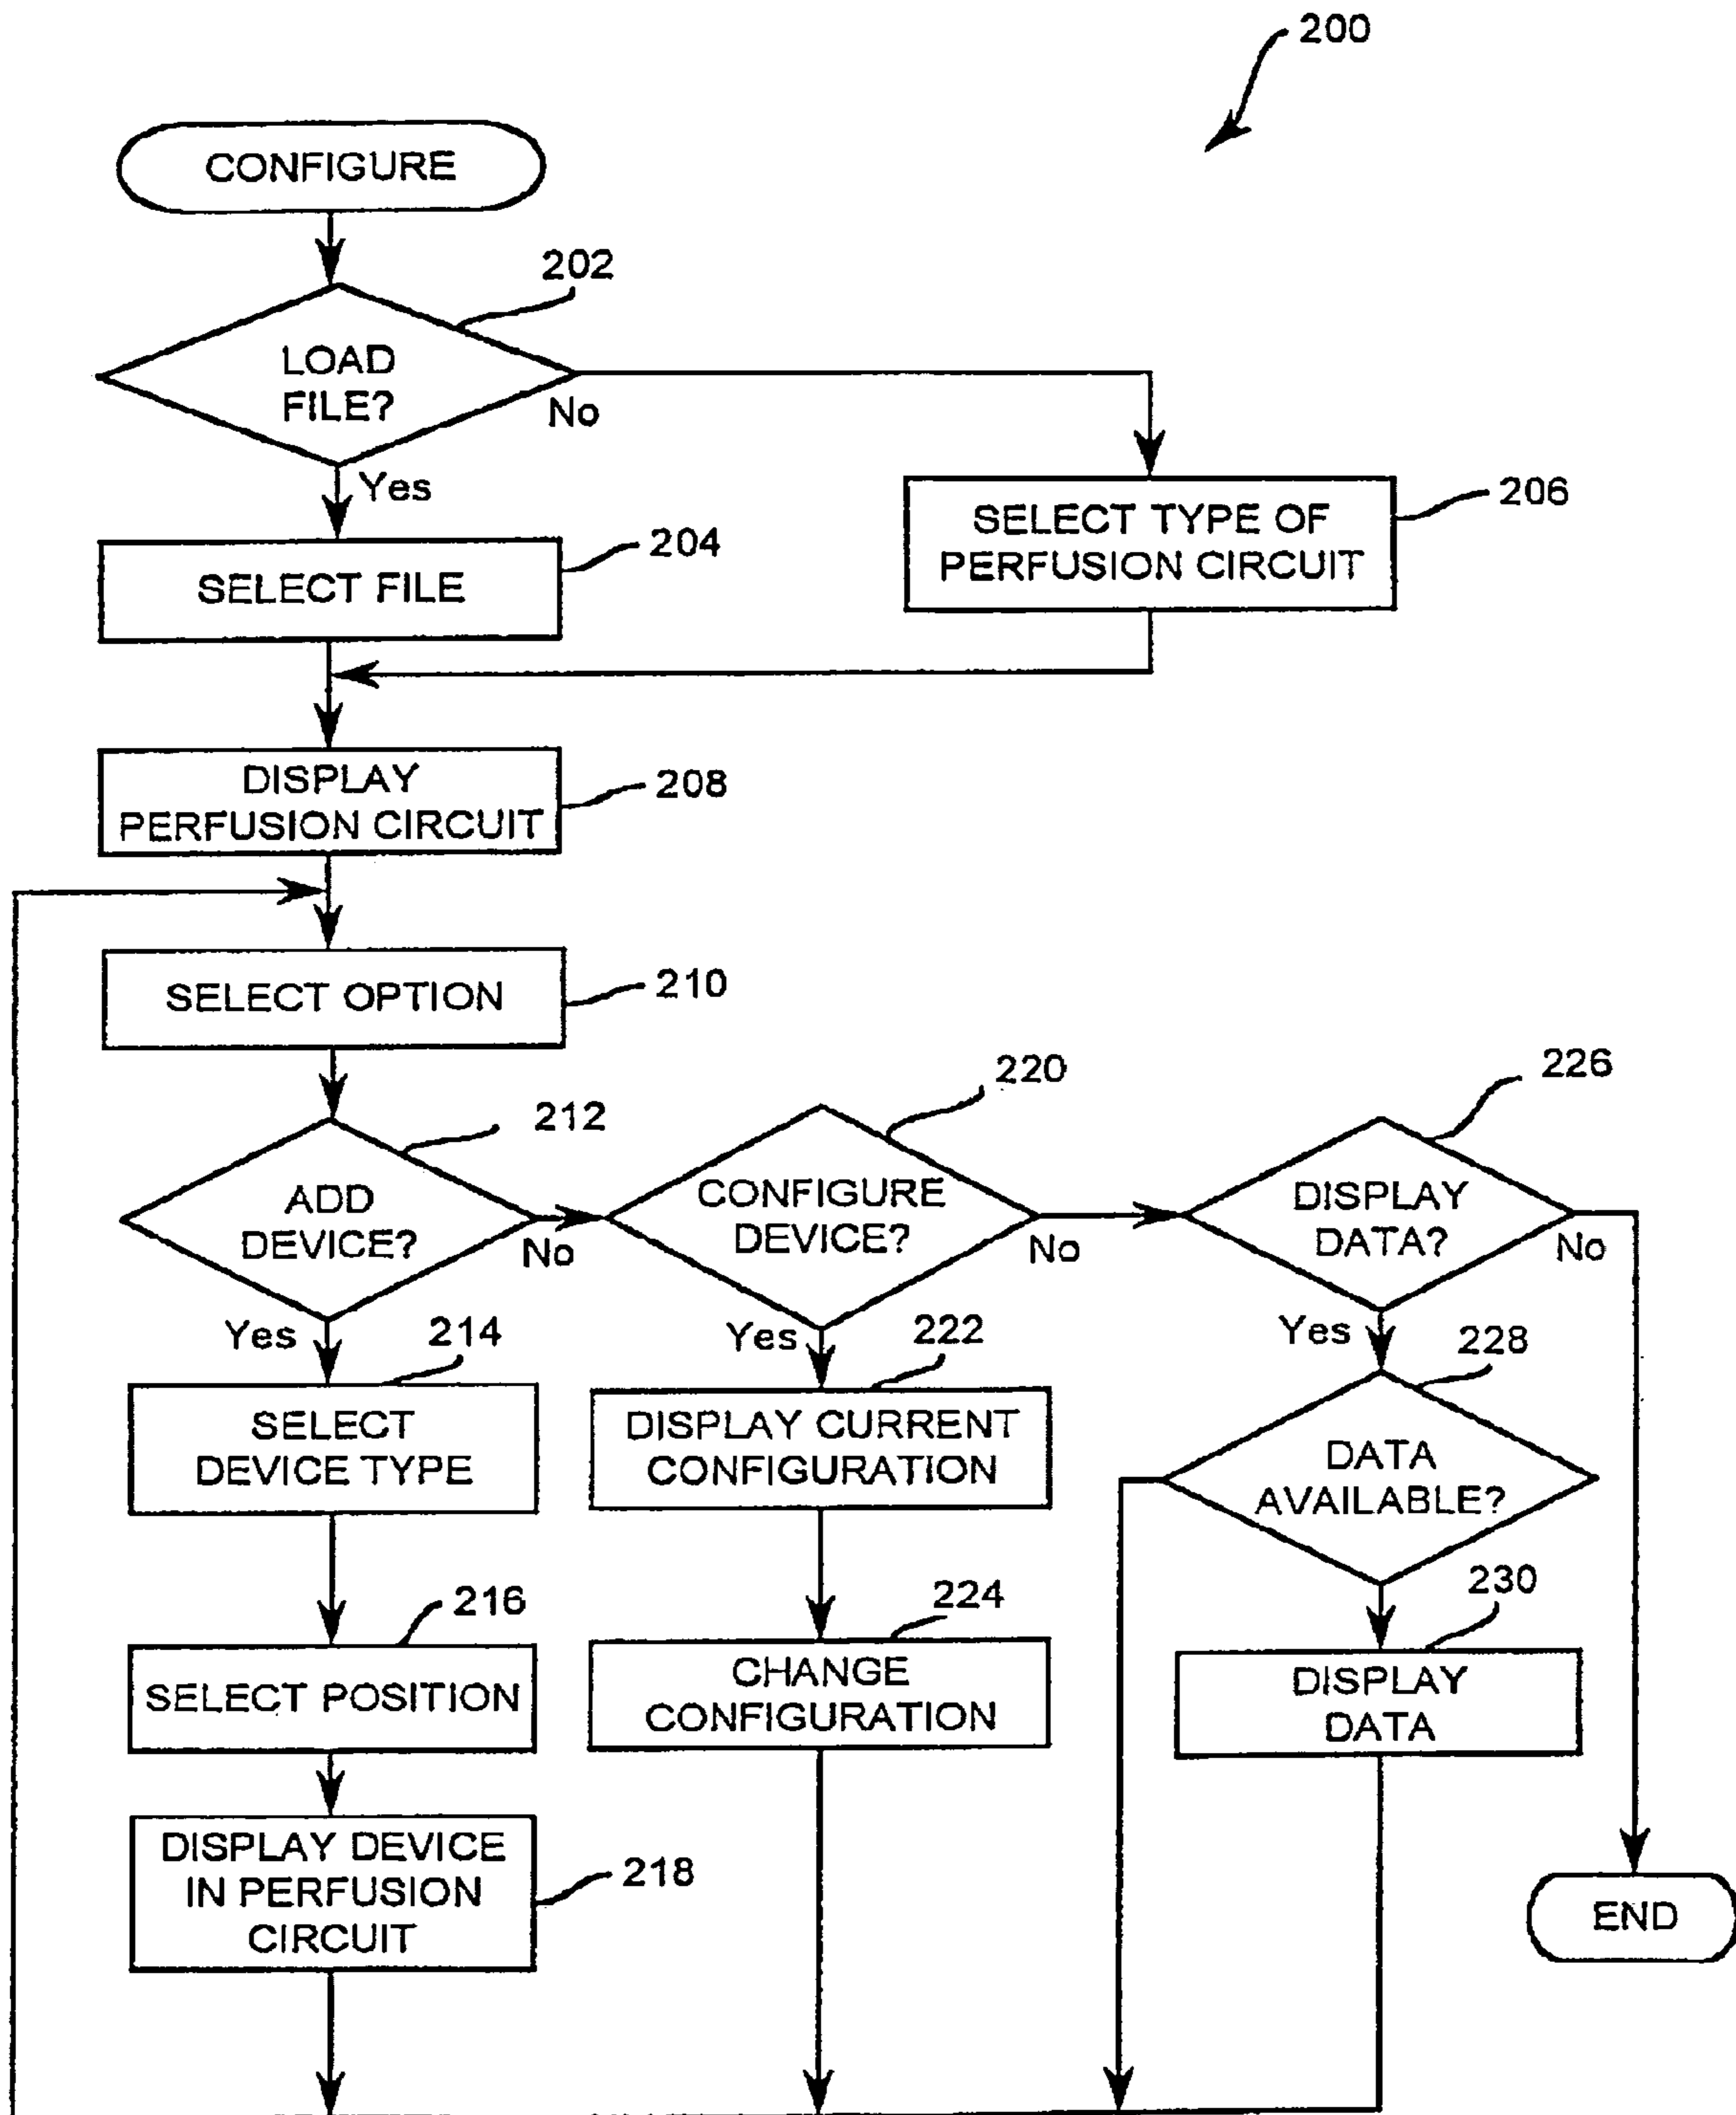 200
CONFIGURE
202
LOAD
FILE?
No
Yes
204
SELECT FILE
206
SELECT TYPE OF
PERFUSION CIRCUIT
208
DISPLAY
PERFUSION CIRCUIT
210
SELECT OPTION
212
ADD
DEVICE?
No
Yes
220
CONFIGURE
DEVICE?
No
Yes
226
DISPLAY
DATA?
No
Yes
214
SELECT
DEVICE TYPE
222
DISPLAY CURRENT
CONFIGURATION
228
DATA
AVAILABLE?
216
SELECT POSITION
224
CHANGE
CONFIGURATION
230
DISPLAY
DATA
218
DISPLAY DEVICE
IN PERFUSION
CIRCUIT
END